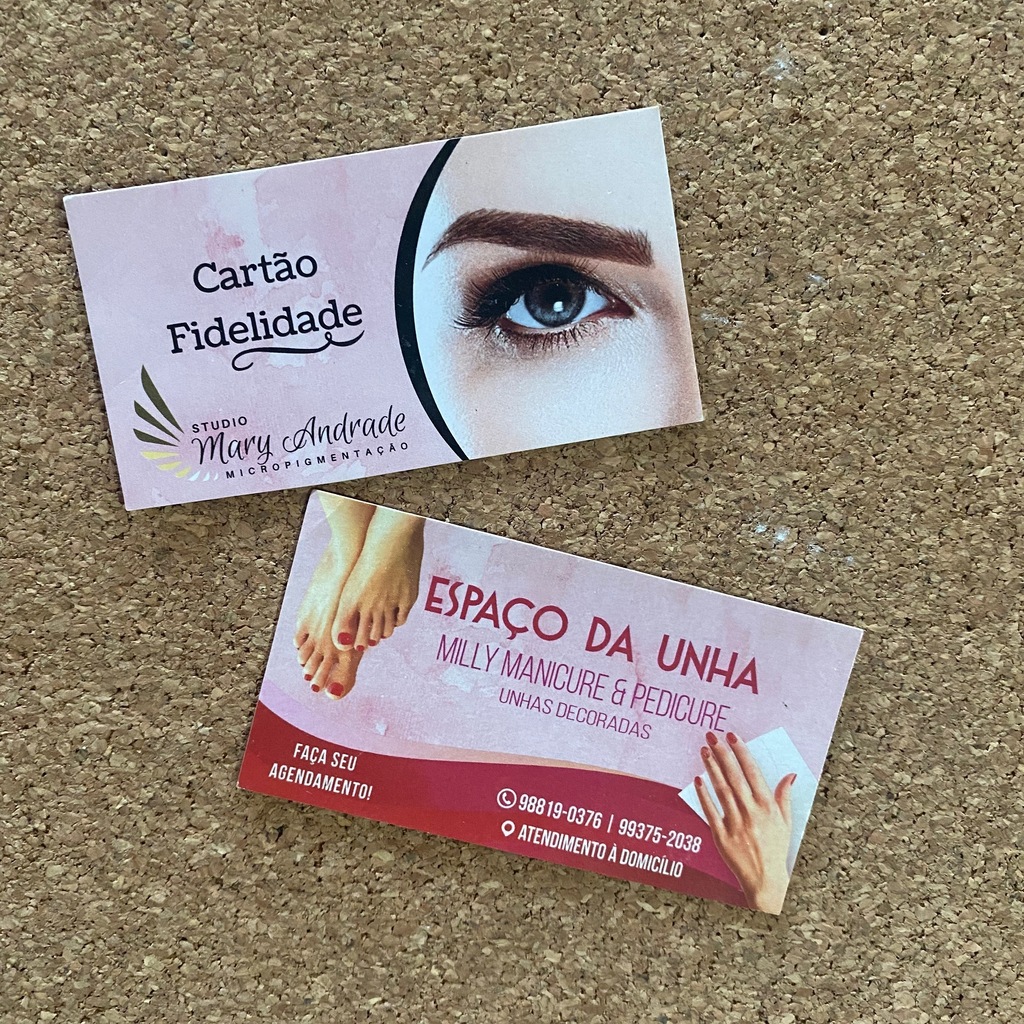 Cartão
Fidelidade
STUDIO
Mary Andrade
MICROPIGMENTAÇÃO
ESPAÇO DA UNHA
MILLY MANICURE & PEDICURE
UNHAS DECORADAS
FAÇA SEU
AGENDAMENTO!
98819-0376 | 99375-2038
ATENDIMENTO À DOMICÍLIO